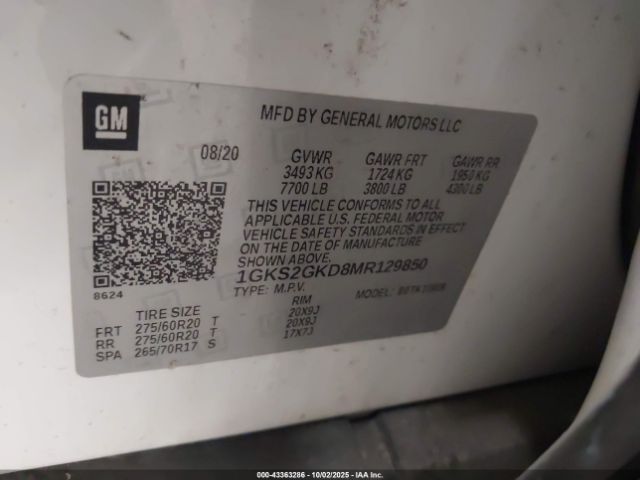 GM
MFD BY GENERAL MOTORS LLC
08/20 GVWR GAWR FRT GAWR RR
3493 KG 1724 KG 1950 KG
7700 LB 3800 LB 4300 LB
THIS VEHICLE CONFORMS TO ALL
APPLICABLE U.S. FEDERAL MOTOR
VEHICLE SAFETY STANDARDS IN
EFFECT ON THE DATE OF MANUFACTURE
SHOWN ABOVE.
1GKS2GKD8MR129850
8624
TYPE: M.P.V. MODEL:
TIRE SIZE RIM
FRT 275/60R20 T 20X9J
RR 275/60R20 T 20X9J
SPA 265/70R17 S 17X7J
000-43363286 - 10/02/2025 - IAA Inc.